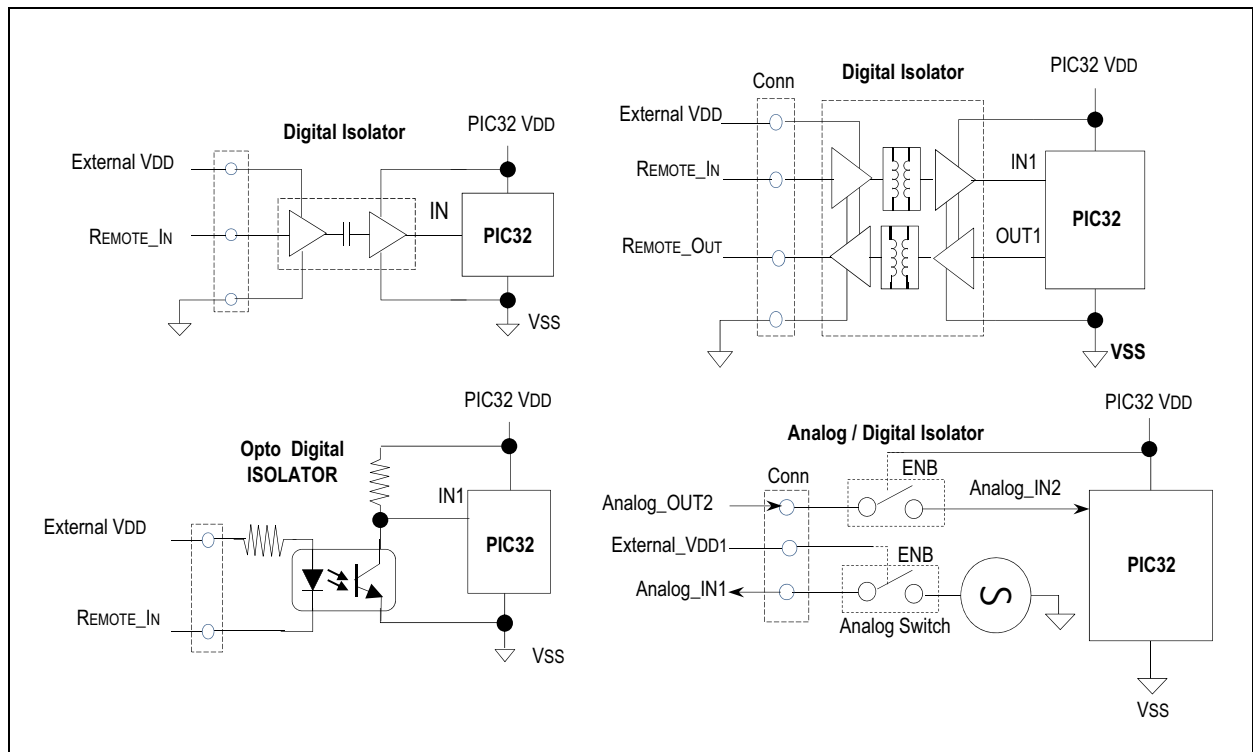 Digital Isolator
PIC32 VDD
External VDD
REMOTE_IN
IN
PIC32
VSS
Conn
Digital Isolator
PIC32 VDD
External VDD
REMOTE_IN
IN1
PIC32
REMOTE_OUT
OUT1
VSS
PIC32 VDD
Opto Digital
ISOLATOR
IN1
External VDD
PIC32
REMOTE_IN
VSS
PIC32 VDD
Analog / Digital Isolator
Conn
ENB
Analog_OUT2
Analog_IN2
External_VDD1
ENB
PIC32
Analog_IN1
S
Analog Switch
VSS